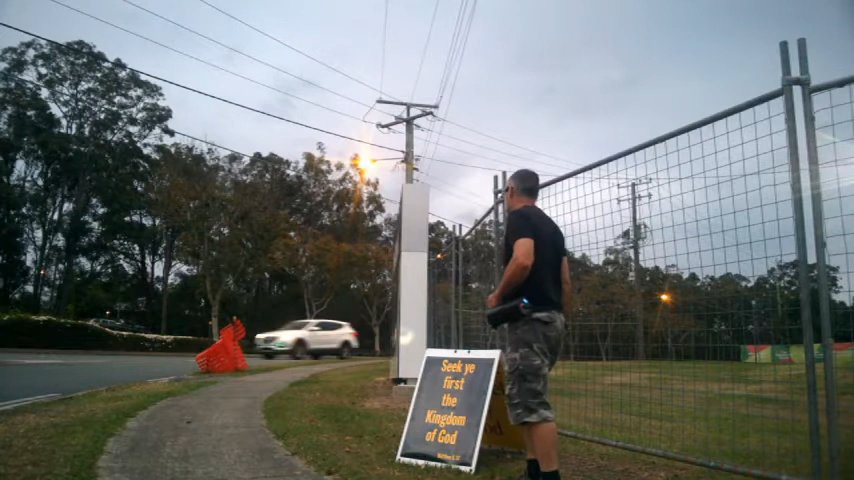 Seek ye
first
the
Kingdom
of God